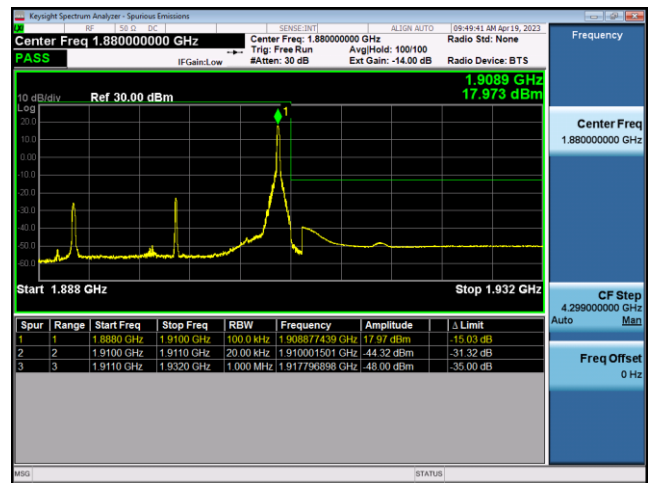 Keysight Spectrum Analyzer - Spurious Emissions
RF 50 Ω DC SENSE:INT ALIGN AUTO 09:49:41 AM Apr 19, 2023
Center Freq 1.880000000 GHz
Center Freq: 1.880000000 GHz Radio Std: None
Trig: Free Run Avg|Hold: 100/100
PASS IFGain:Low #Atten: 30 dB Ext Gain: -14.00 dB Radio Device: BTS
1.9089 GHz
17.973 dBm
10 dB/div Ref 30.00 dBm
Log
1
20.0
10.0
0.00
-10.0
-20.0
-30.0
-40.0
-50.0
-60.0
Start 1.888 GHz Stop 1.932 GHz
Spur Range Start Freq Stop Freq RBW Frequency Amplitude Δ Limit
1 1 1.8880 GHz 1.9100 GHz 100.0 kHz 1.908877439 GHz 17.97 dBm -15.03 dB
2 2 1.9100 GHz 1.9110 GHz 20.00 kHz 1.910001501 GHz -44.32 dBm -31.32 dB
3 3 1.9110 GHz 1.9320 GHz 1.000 MHz 1.917796898 GHz -48.00 dBm -35.00 dB
MSG STATUS
Frequency
Center Freq
1.880000000 GHz
CF Step
4.299000000 GHz
Auto Man
Freq Offset
0 Hz